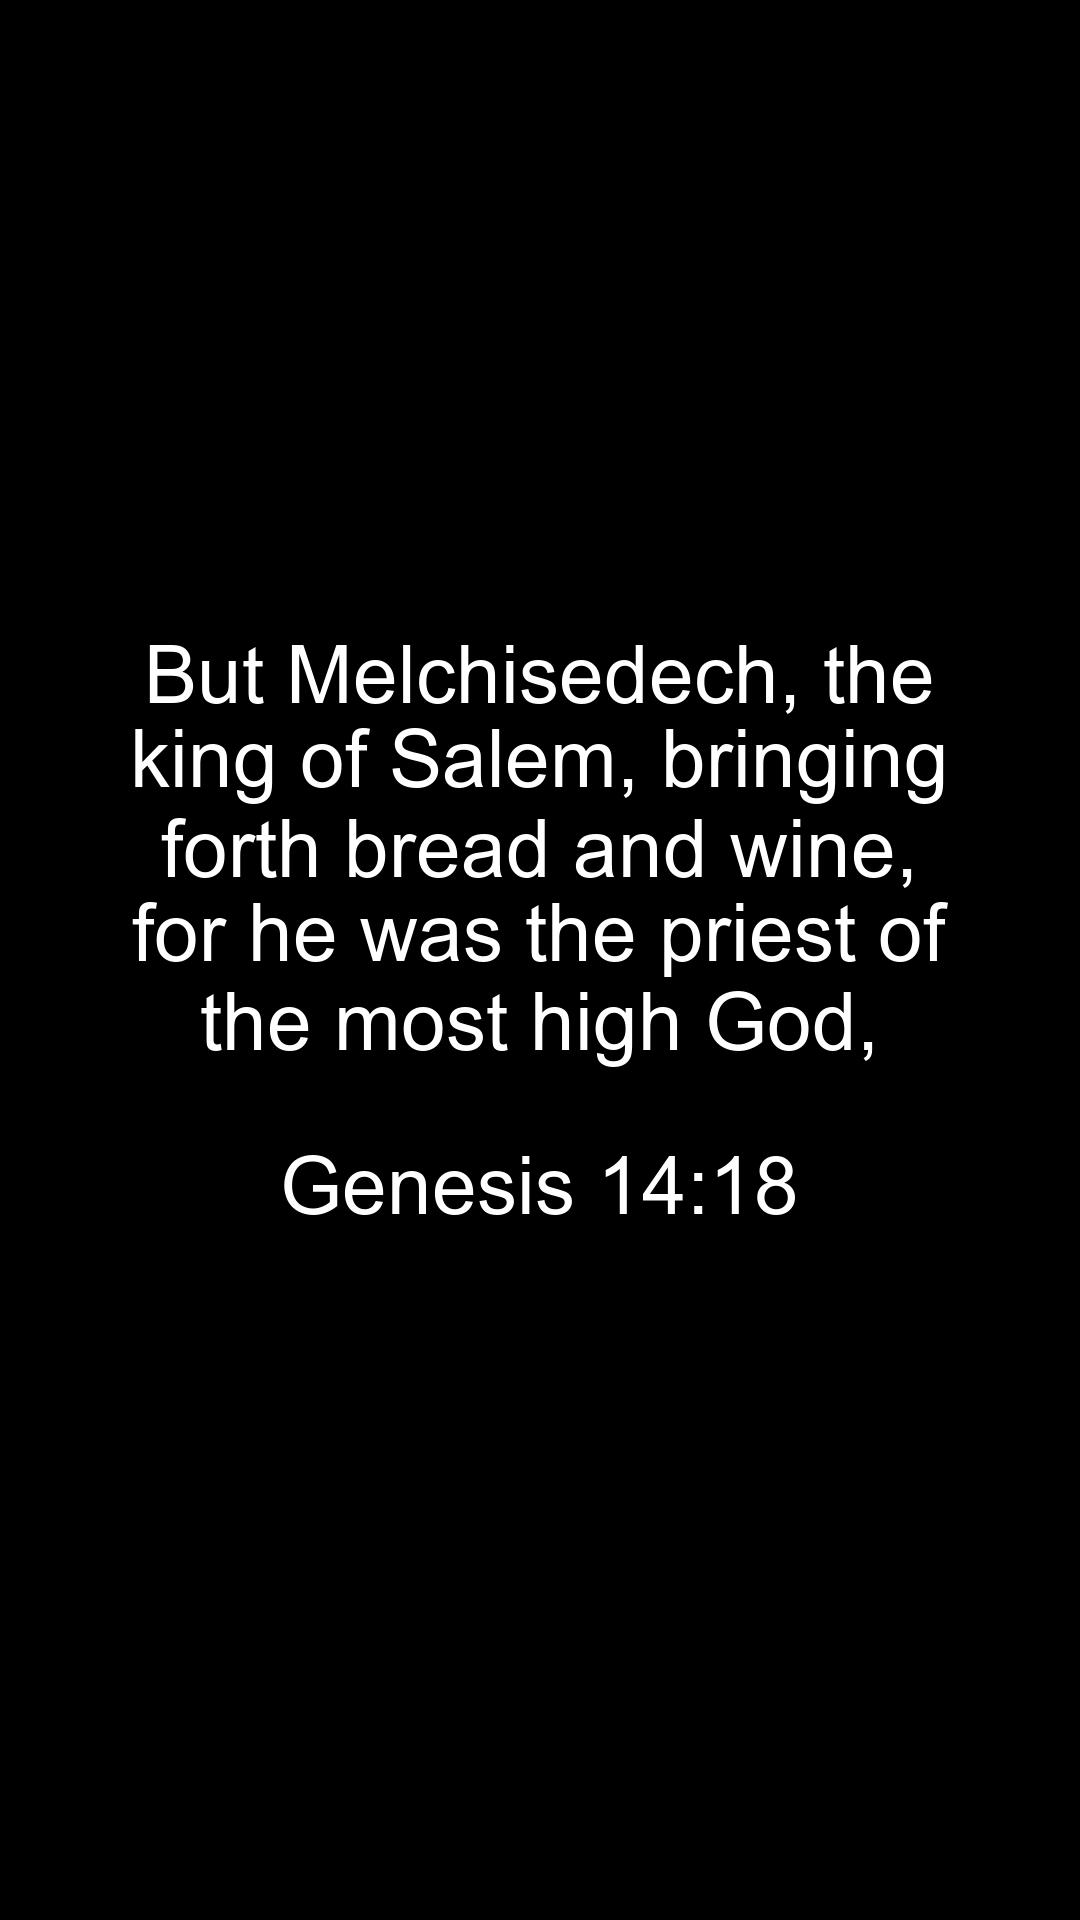 But Melchisedech, the
king of Salem, bringing
forth bread and wine,
for he was the priest of
the most high God,
Genesis 14:18